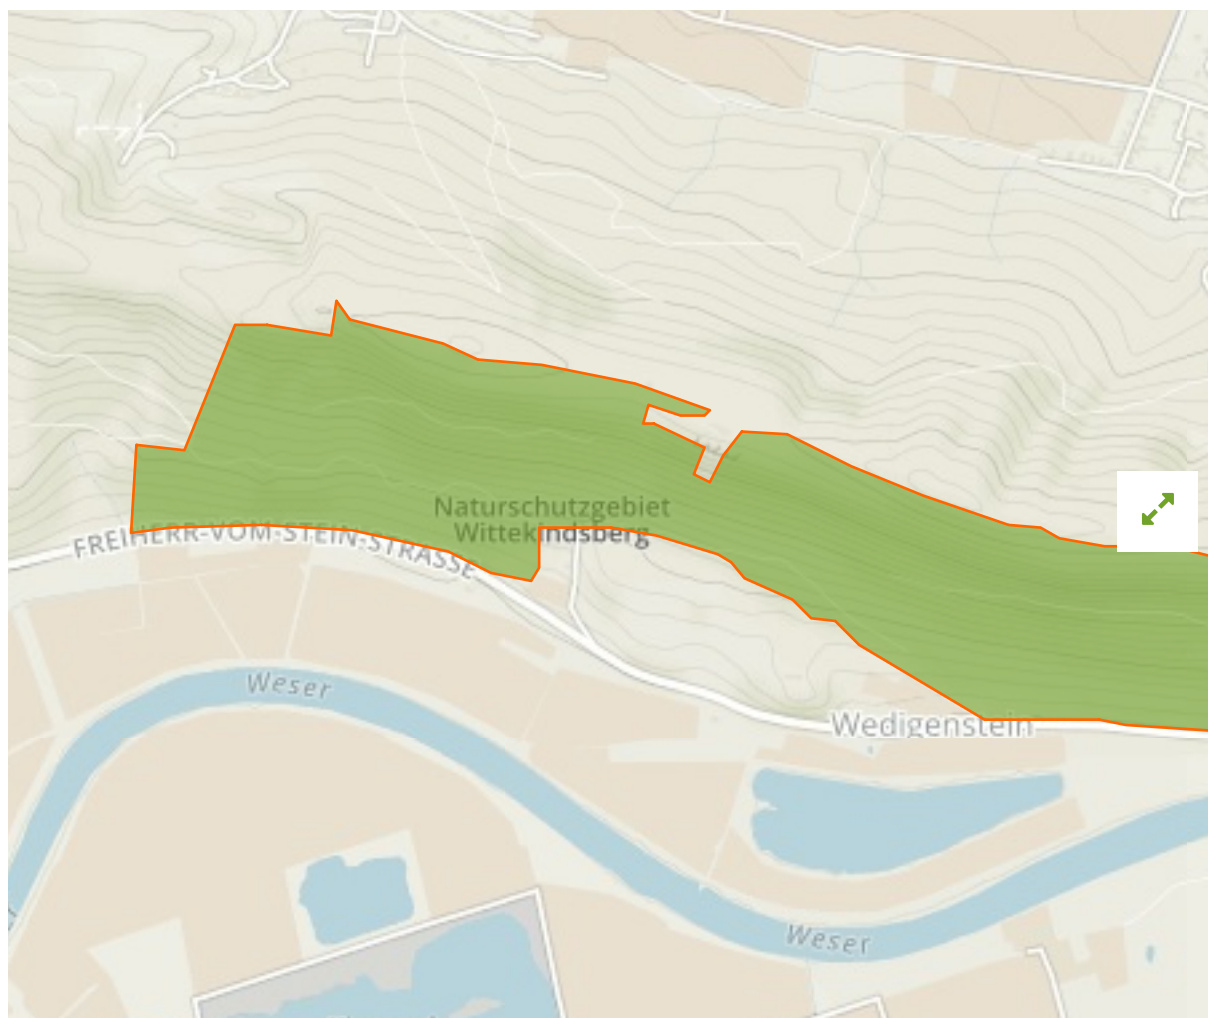 Naturschutzgebiet
Wittekindsberg
FREIHERR-VOM-STEIN-STRASSE
Weser
Wedigenstein
Weser